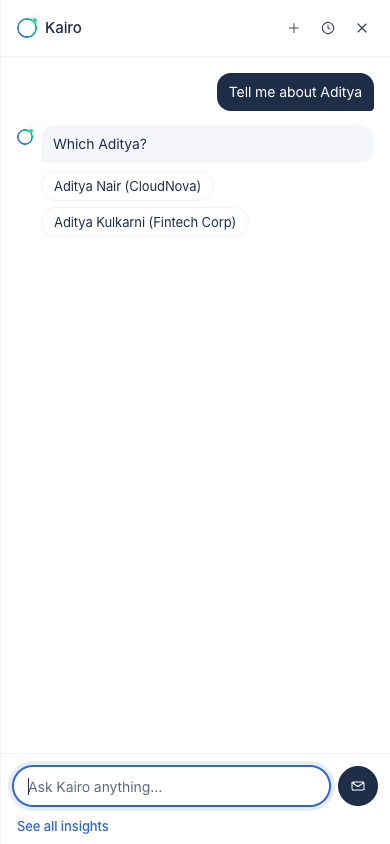 Kairo
Tell me about Aditya
Which Aditya?
Aditya Nair (CloudNova)
Aditya Kulkarni (Fintech Corp)
Ask Kairo anything...
See all insights